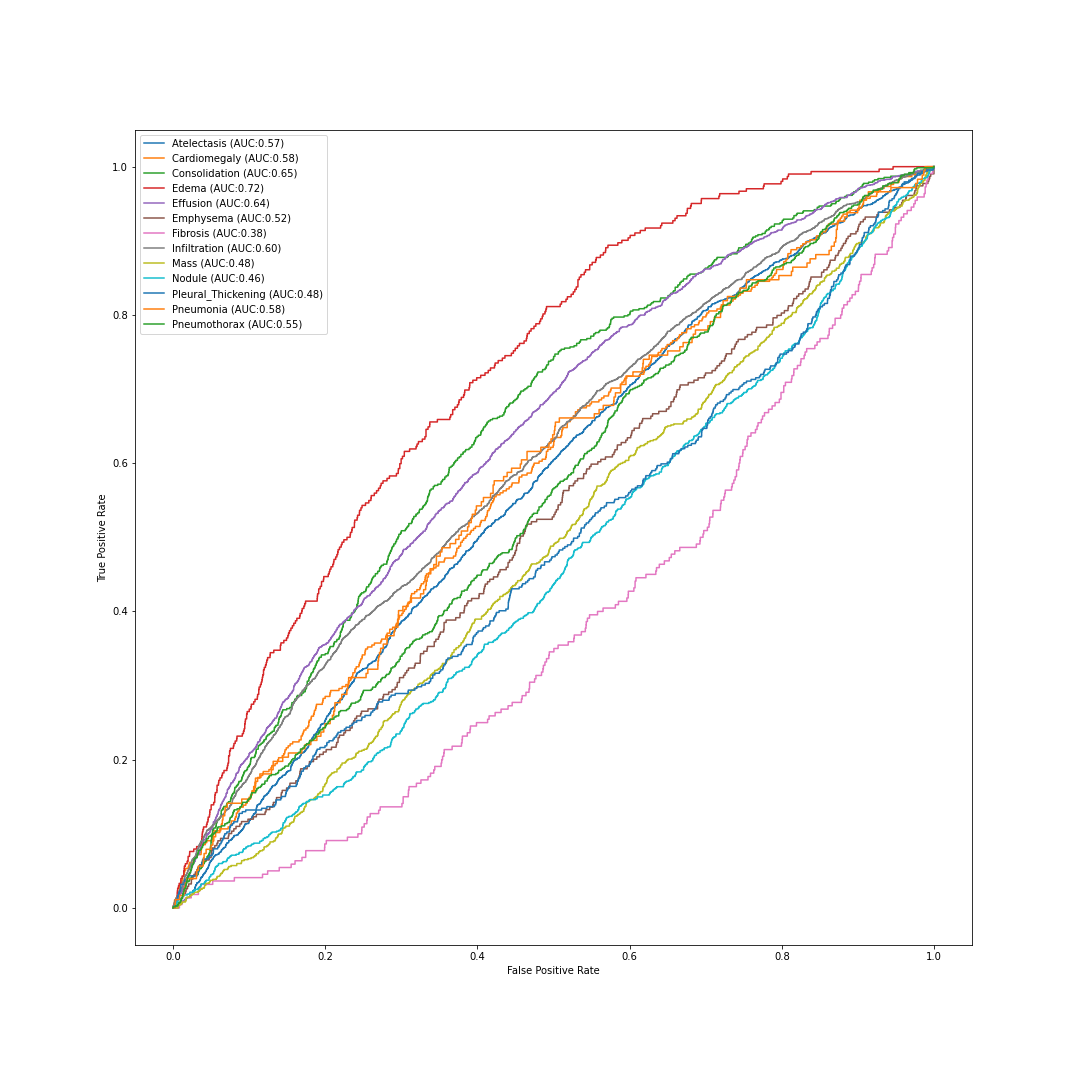 Atelectasis (AUC:0.57)
Cardiomegaly (AUC:0.58)
Consolidation (AUC:0.65)
Edema (AUC:0.72)
Effusion (AUC:0.64)
Emphysema (AUC:0.52)
Fibrosis (AUC:0.38)
Infiltration (AUC:0.60)
Mass (AUC:0.48)
Nodule (AUC:0.46)
Pleural_Thickening (AUC:0.48)
Pneumonia (AUC:0.58)
Pneumothorax (AUC:0.55)
1.0
0.8
0.6
0.4
0.2
0.0
True Positive Rate
0.0 0.2 0.4 0.6 0.8 1.0
False Positive Rate